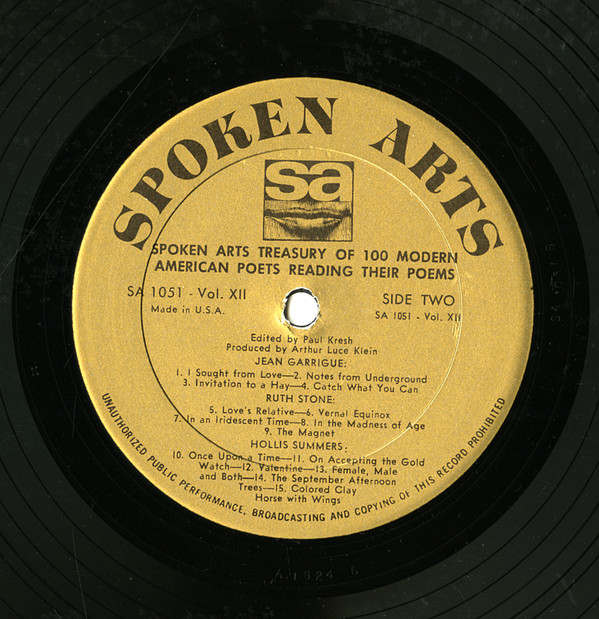 SPOKEN ARTS
sa
SPOKEN ARTS TREASURY OF 100 MODERN
AMERICAN POETS READING THEIR POEMS
SA 1051 - Vol. XII
SIDE TWO
Made in U.S.A.
SA 1051 - Vol. XII
Edited by Paul Kresh
Produced by Arthur Luce Klein
JEAN GARRIGUE:
1. I Sought from Love—2. Notes from Underground
3. Invitation to a Hay—4. Catch What You Can
RUTH STONE:
5. Love's Relative—6. Vernal Equinox
7. In an Iridescent Time—8. In the Madness of Age
9. The Magnet
HOLLIS SUMMERS:
10. Once Upon a Time—11. On Accepting the Gold
Watch—12. Valentine—13. Female, Male
and Both—14. The September Afternoon
Trees—15. Colored Clay
Horse with Wings
UNAUTHORIZED PUBLIC PERFORMANCE, BROADCASTING AND COPYING OF THIS RECORD PROHIBITED